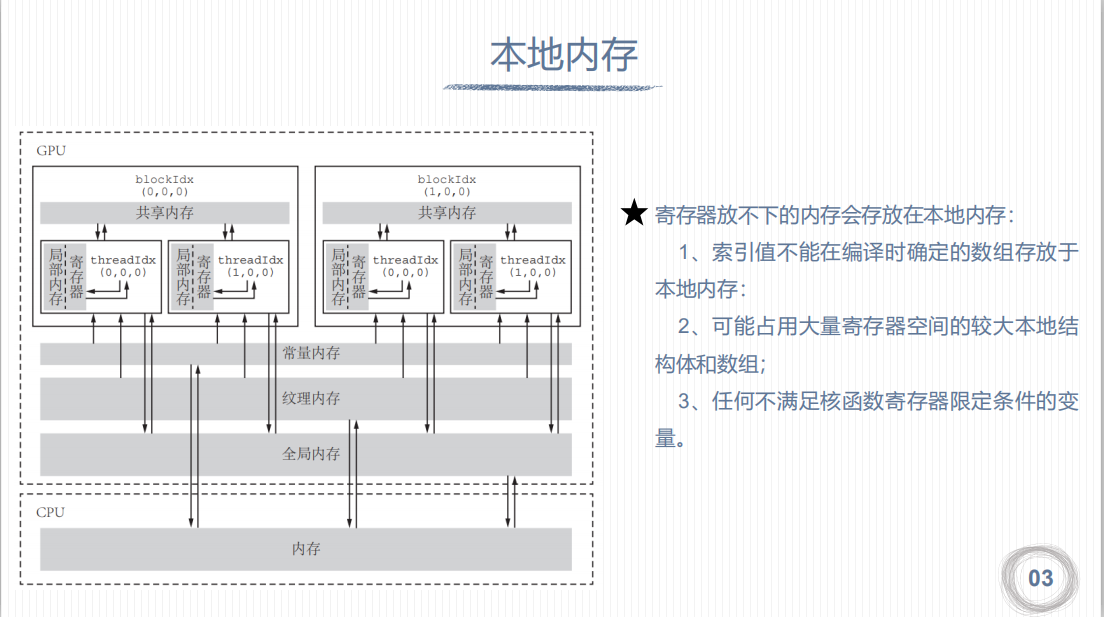 本地内存
GPU
blockIdx
(0,0,0)
共享内存
局部内存
寄存器
threadIdx
(0,0,0)
局部内存
寄存器
threadIdx
(1,0,0)
blockIdx
(1,0,0)
共享内存
局部内存
寄存器
threadIdx
(0,0,0)
局部内存
寄存器
threadIdx
(1,0,0)
常量内存
纹理内存
全局内存
CPU
内存
寄存器放不下的内存会存放在本地内存：
1、索引值不能在编译时确定的数组存放于
本地内存：
2、可能占用大量寄存器空间的较大本地结
构体和数组；
3、任何不满足核函数寄存器限定条件的变
量。
03